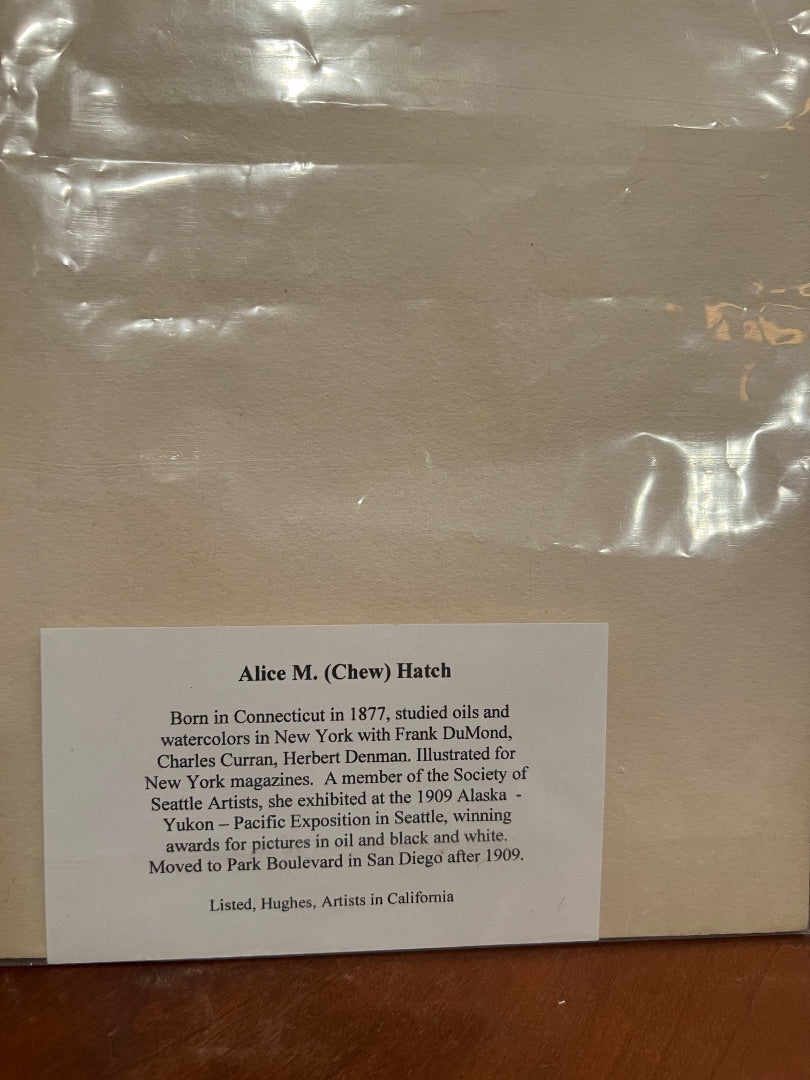 Alice M. (Chew) Hatch
Born in Connecticut in 1877, studied oils and
watercolors in New York with Frank DuMond,
Charles Curran, Herbert Denman. Illustrated for
New York magazines.  A member of the Society of
Seattle Artists, she exhibited at the 1909 Alaska  -
Yukon – Pacific Exposition in Seattle, winning
awards for pictures in oil and black and white.
Moved to Park Boulevard in San Diego after 1909.
Listed, Hughes, Artists in California